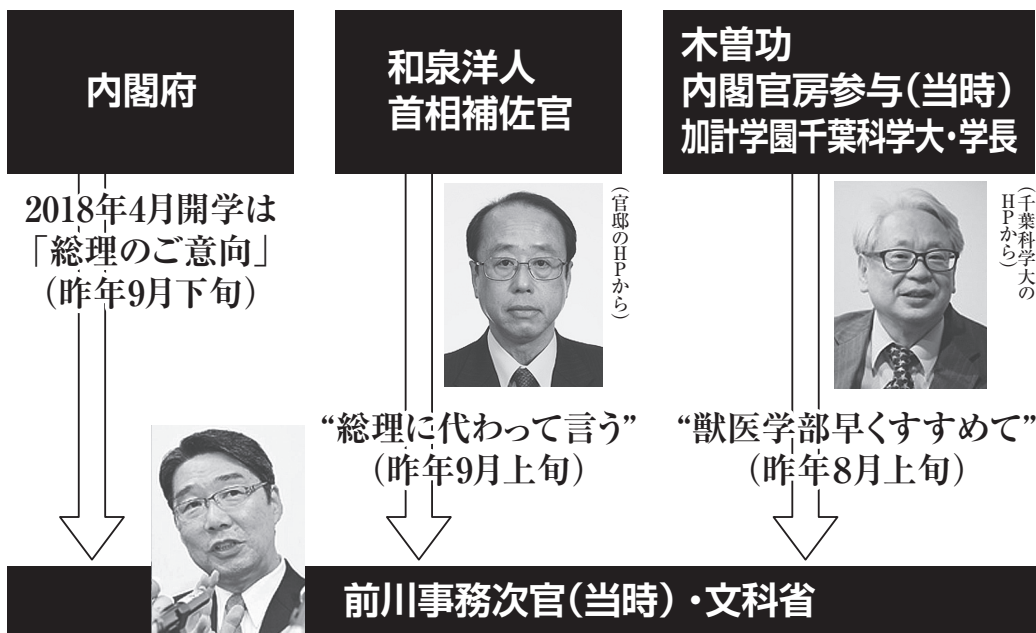 内閣府
2018年4月開学は
「総理のご意向」
（昨年9月下旬）
和泉洋人
首相補佐官
（官邸のHPから）
“総理に代わって言う”
（昨年9月上旬）
木曽功
内閣官房参与（当時）
加計学園千葉科学大・学長
（千葉科学大の
HPから）
“獣医学部早くすすめて”
（昨年8月上旬）
前川事務次官（当時）・文科省